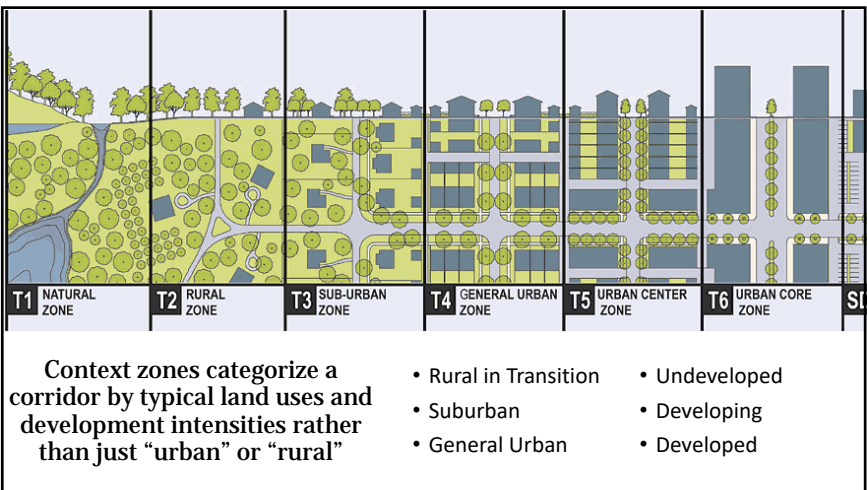 T1 NATURAL ZONE
T2 RURAL ZONE
T3 SUB-URBAN ZONE
T4 GENERAL URBAN ZONE
T5 URBAN CENTER ZONE
T6 URBAN CORE ZONE
Context zones categorize a
corridor by typical land uses and
development intensities rather
than just “urban” or “rural”
• Rural in Transition
• Suburban
• General Urban
• Undeveloped
• Developing
• Developed